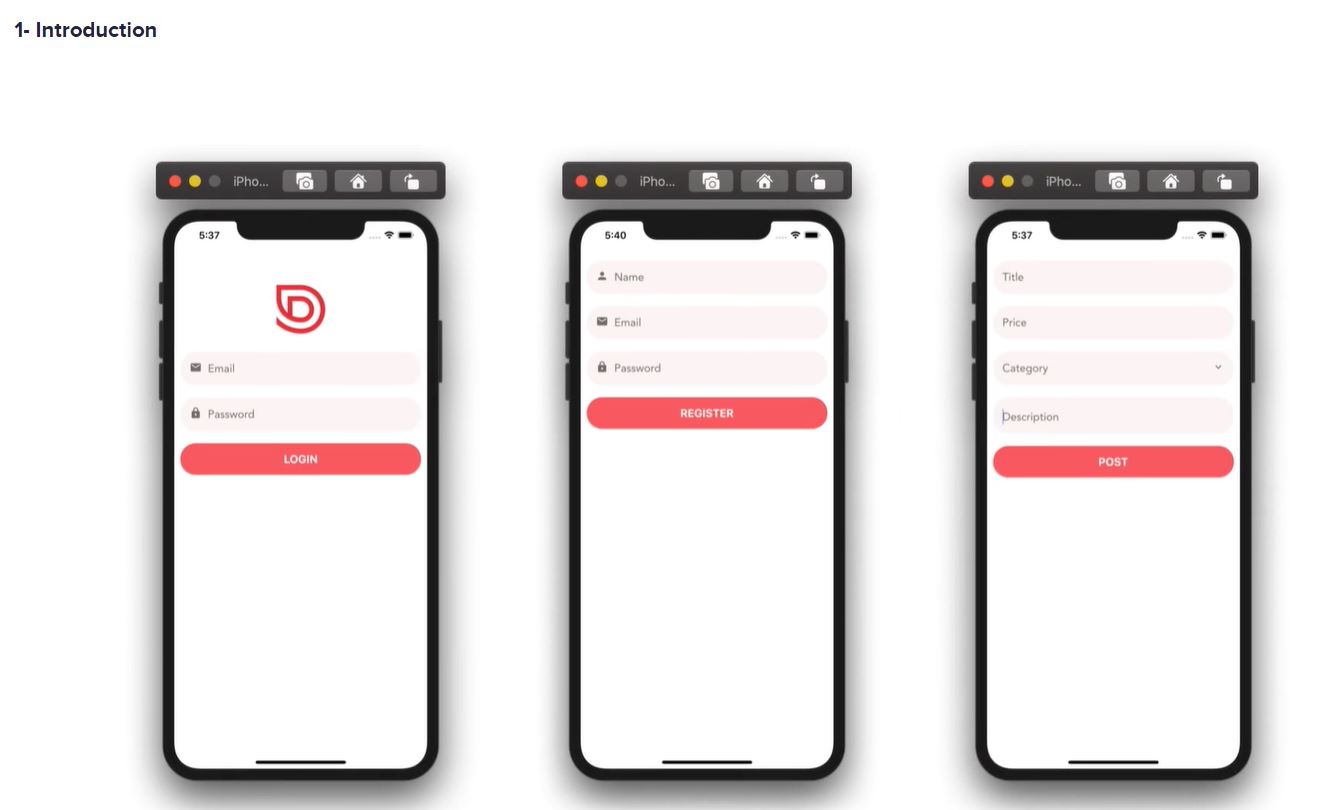 1- Introduction
iPho...
5:37
Email
Password
LOGIN
iPho...
5:40
Name
Email
Password
REGISTER
iPho...
5:37
Title
Price
Category
Description
POST